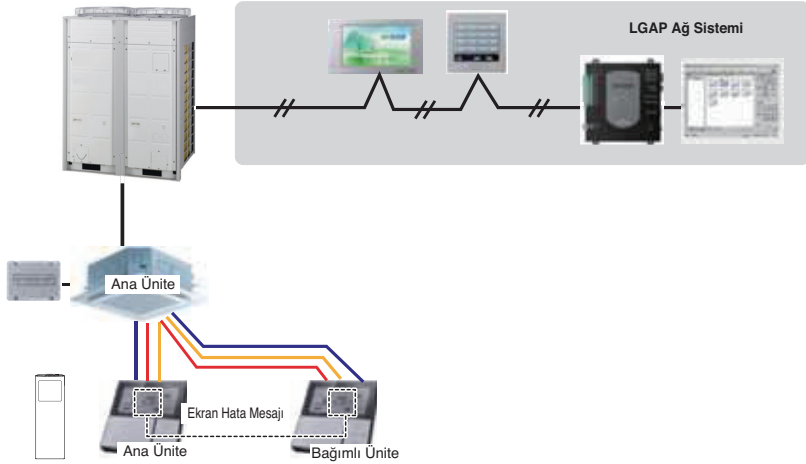 LGAP Ağ Sistemi
Ana Ünite
Ekran Hata Mesajı
Ana Ünite
Bağımlı Ünite